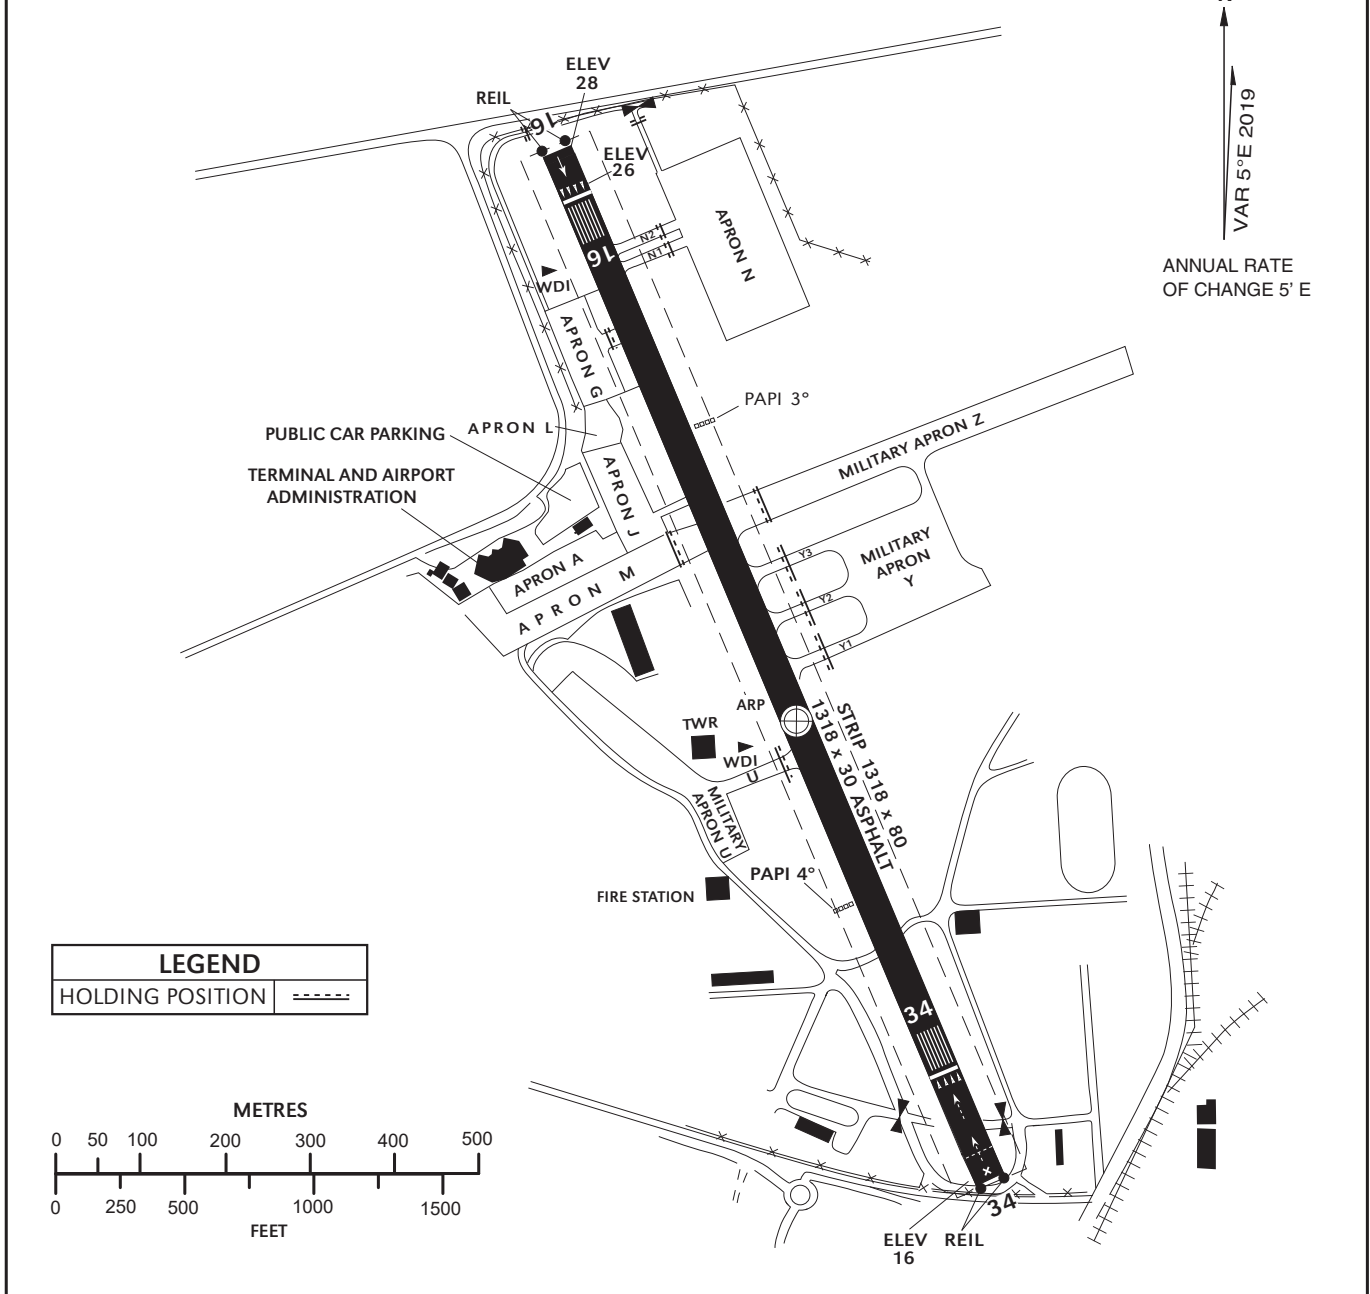 ELEV
28
REIL
16
ELEV
26
VAR 5°E 2019
ANNUAL RATE
OF CHANGE 5' E
N2
N1
APRON N
16
WDI
APRON G
PAPI 3°
APRON L
PUBLIC CAR PARKING
MILITARY APRON Z
TERMINAL AND AIRPORT
ADMINISTRATION
APRON J
APRON A
APRON M
Y3
MILITARY
APRON
Y
Y2
Y1
ARP
TWR
WDI
U
STRIP 1318 x 80
1318 x 30 ASPHALT
MILITARY
APRON U
PAPI 4°
FIRE STATION
LEGEND
HOLDING POSITION
34
METRES
0 50 100 200 300 400 500
0 250 500 1000 1500
FEET
34
ELEV
16
REIL